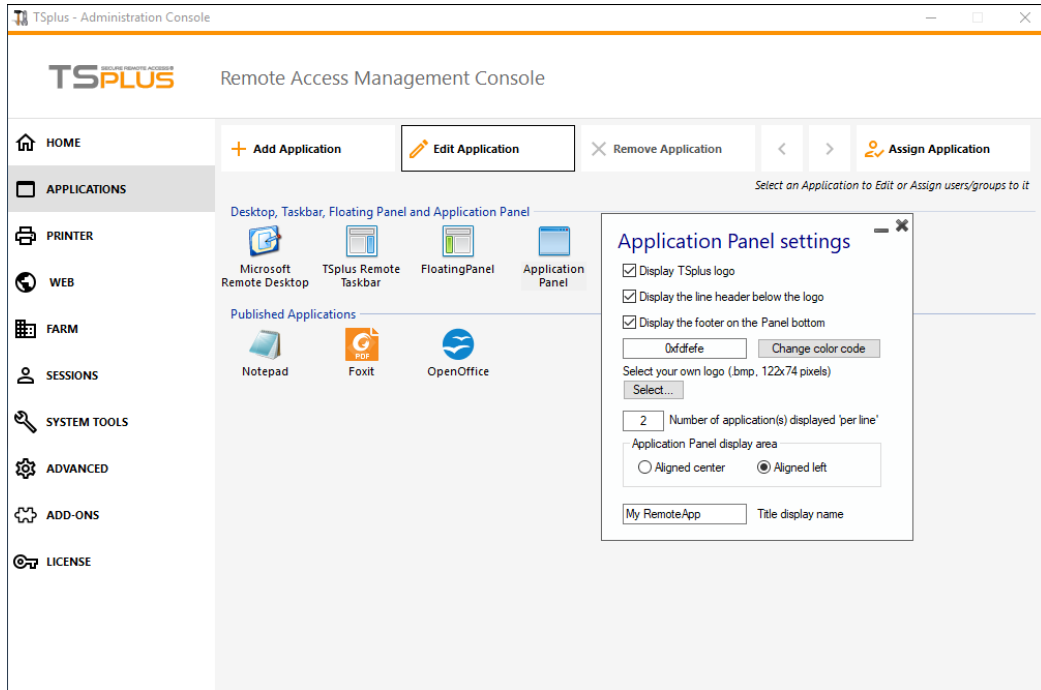 TSplus - Administration Console
TSPLUS
SECURE REMOTE ACCESS
Remote Access Management Console
HOME
APPLICATIONS
PRINTER
WEB
FARM
SESSIONS
SYSTEM TOOLS
ADVANCED
ADD-ONS
LICENSE
Add Application
Edit Application
Remove Application
Assign Application
Select an Application to Edit or Assign users/groups to it
Desktop, Taskbar, Floating Panel and Application Panel
Microsoft Remote Desktop
TSplus Remote Taskbar
FloatingPanel
Application Panel
Published Applications
Notepad
PDF
Foxit
OpenOffice
Application Panel settings
Display TSplus logo
Display the line header below the logo
Display the footer on the Panel bottom
0xfdfefe
Change color code
Select your own logo (.bmp, 122x74 pixels)
Select...
2 Number of application(s) displayed 'per line'
Application Panel display area
Aligned center
Aligned left
My RemoteApp
Title display name